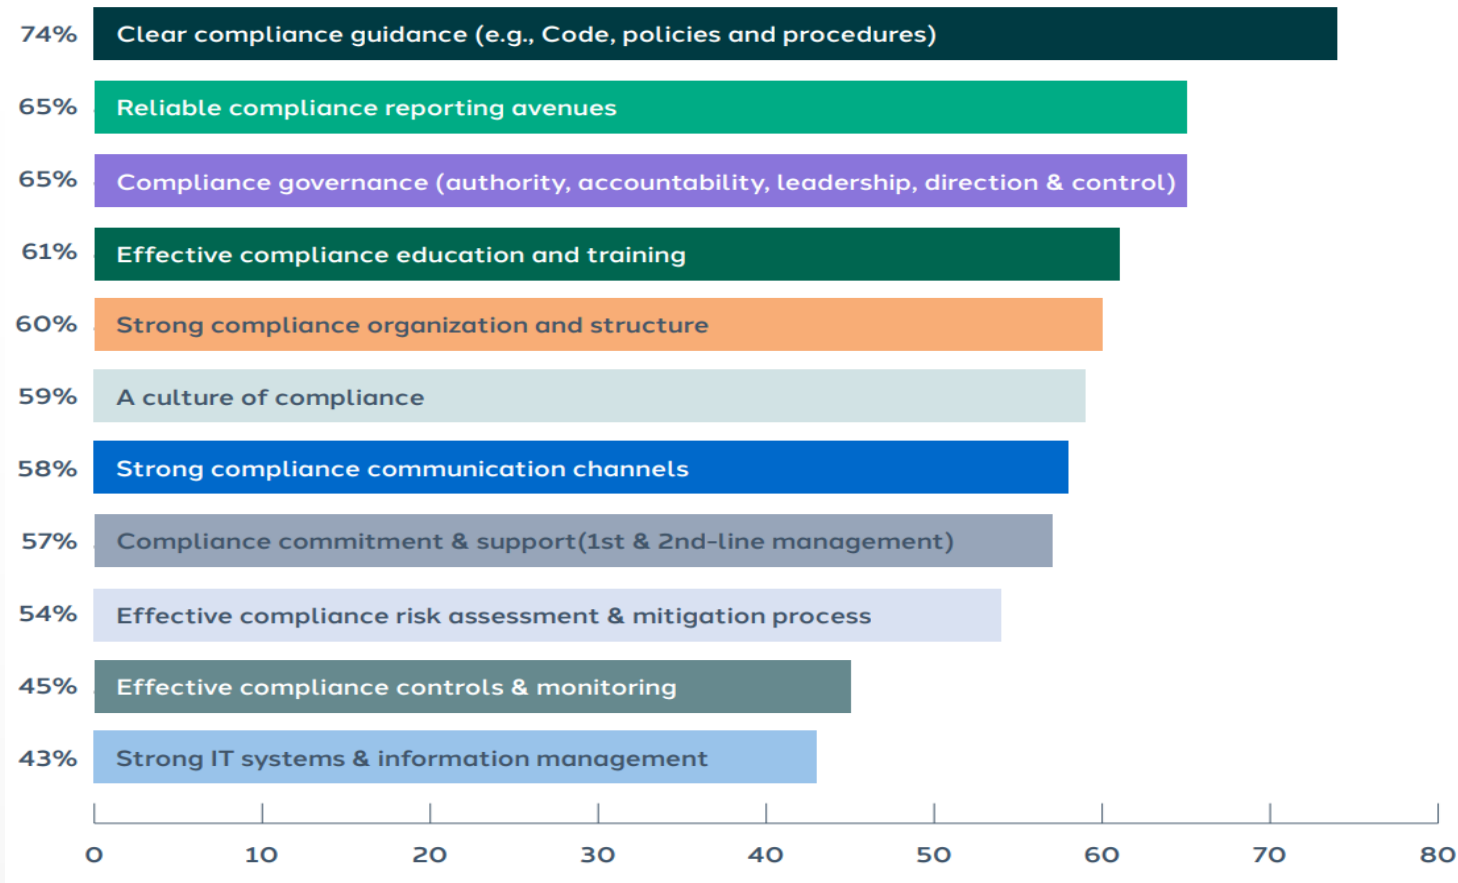 74% Clear compliance guidance (e.g., Code, policies and procedures)
65% Reliable compliance reporting avenues
65% Compliance governance (authority, accountability, leadership, direction & control)
61% Effective compliance education and training
60% Strong compliance organization and structure
59% A culture of compliance
58% Strong compliance communication channels
57% Compliance commitment & support(1st & 2nd-line management)
54% Effective compliance risk assessment & mitigation process
45% Effective compliance controls & monitoring
43% Strong IT systems & information management
0 10 20 30 40 50 60 70 80